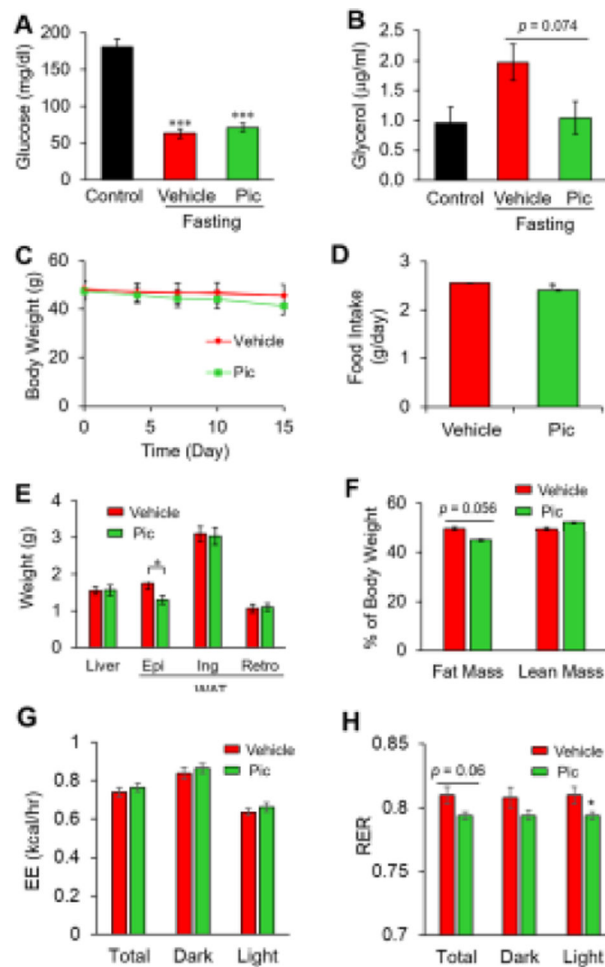 A
Glucose (mg/dl)
200
150
100
50
0
***
***
Control
Vehicle
Pic
Fasting
B
Glycerol (µg/ml)
2.5
2.0
1.5
1.0
0.5
0.0
p = 0.074
Control
Vehicle
Pic
Fasting
C
Body Weight (g)
60
40
20
0
Vehicle
Pic
0
5
10
15
Time (Day)
D
Food Intake
(g/day)
3
2
1
0
*
Vehicle
Pic
E
Weight (g)
4
3
2
1
0
Vehicle
Pic
*
Liver
Epi
Ing
Retro
F
% of Body Weight
60
40
20
0
Vehicle
Pic
p = 0.056
Fat Mass
Lean Mass
G
EE (kcal/hr)
1
0.8
0.6
0.4
0.2
0
Vehicle
Pic
Total
Dark
Light
H
RER
0.85
0.8
0.75
0.7
Vehicle
Pic
p = 0.06
*
Total
Dark
Light